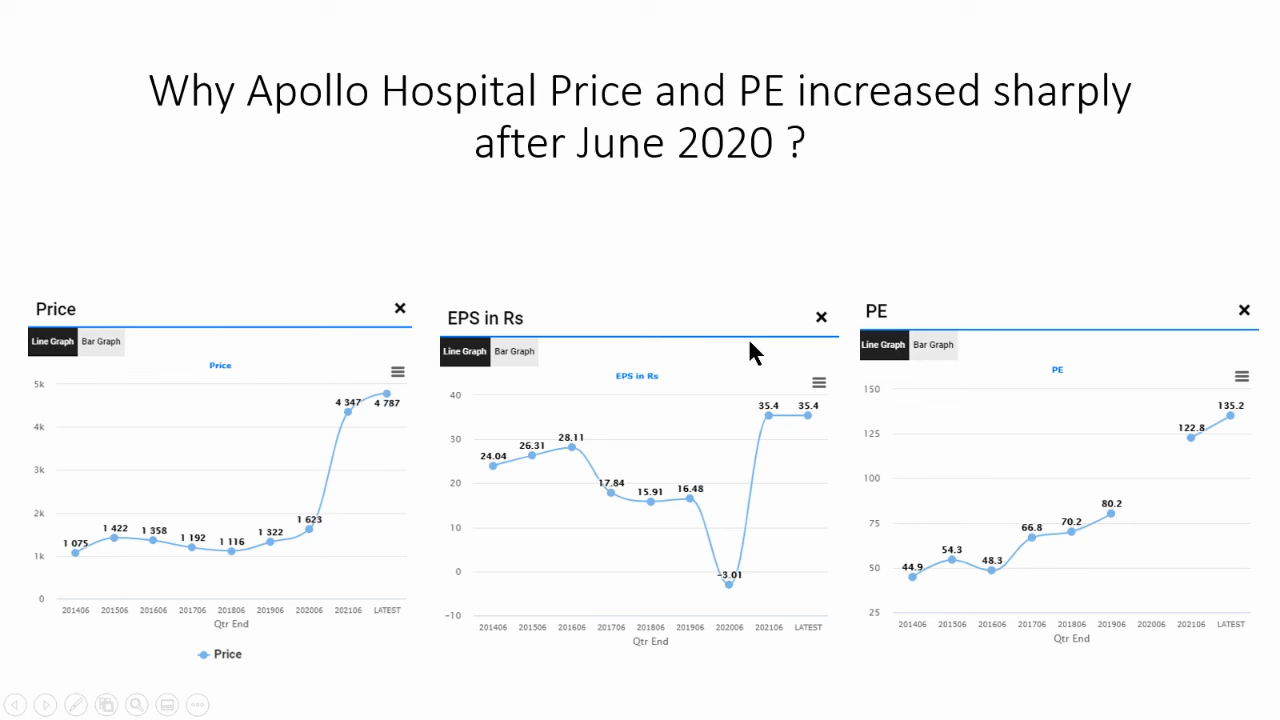 Why Apollo Hospital Price and PE increased sharply
after June 2020 ?
Price
Line Graph Bar Graph
Price
5k
4k
3k
2k
1k
0
1 075
1 422
1 358
1 192
1 116
1 322
1 623
4 347
4 787
201406 201506 201606 201706 201806 201906 202006 202106 LATEST
Qtr End
Price
EPS in Rs
Line Graph Bar Graph
EPS in Rs
40
30
20
10
0
−10
24.04
26.31
28.11
17.84
15.91
16.48
−3.01
35.4
35.4
201406 201506 201606 201706 201806 201906 202006 202106 LATEST
Qtr End
PE
Line Graph Bar Graph
PE
150
125
100
75
50
25
44.9
54.3
48.3
66.8
70.2
80.2
122.8
135.2
201406 201506 201606 201706 201806 201906 202006 202106 LATEST
Qtr End